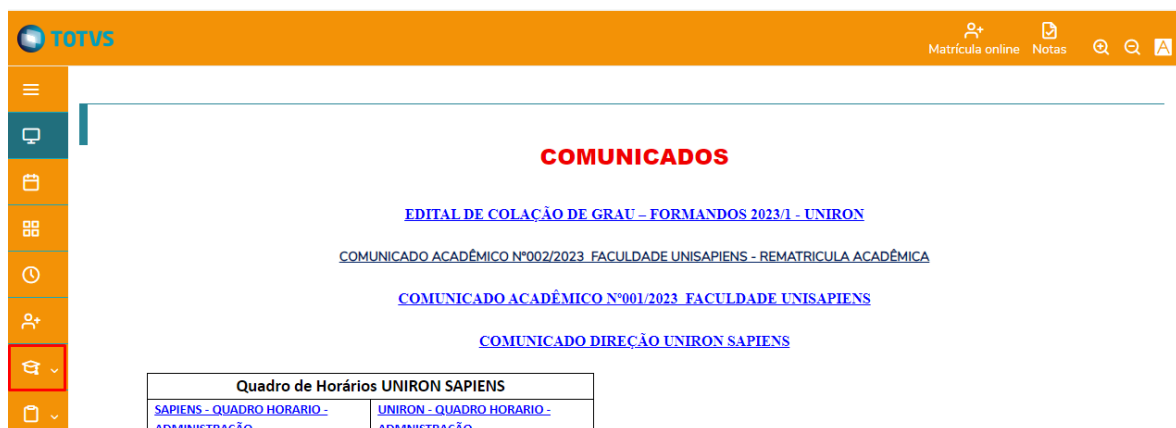 TOTVS
Matrícula online Notas
A
COMUNICADOS
EDITAL DE COLAÇÃO DE GRAU – FORMANDOS 2023/1 - UNIRON
COMUNICADO ACADÊMICO Nº002/2023 FACULDADE UNISAPIENS - REMATRICULA ACADÊMICA
COMUNICADO ACADÊMICO Nº001/2023 FACULDADE UNISAPIENS
COMUNICADO DIREÇÃO UNIRON SAPIENS
Quadro de Horários UNIRON SAPIENS
SAPIENS - QUADRO HORARIO - UNIRON - QUADRO HORARIO -